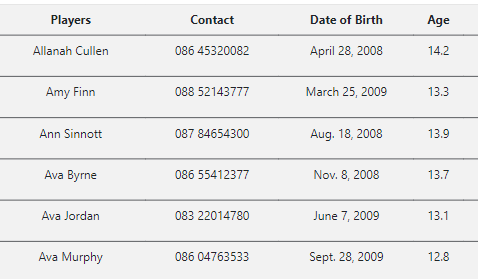 Players Contact Date of Birth Age
Allanah Cullen 086 45320082 April 28, 2008 14.2
Amy Finn 088 52143777 March 25, 2009 13.3
Ann Sinnott 087 84654300 Aug. 18, 2008 13.9
Ava Byrne 086 55412377 Nov. 8, 2008 13.7
Ava Jordan 083 22014780 June 7, 2009 13.1
Ava Murphy 086 04763533 Sept. 28, 2009 12.8